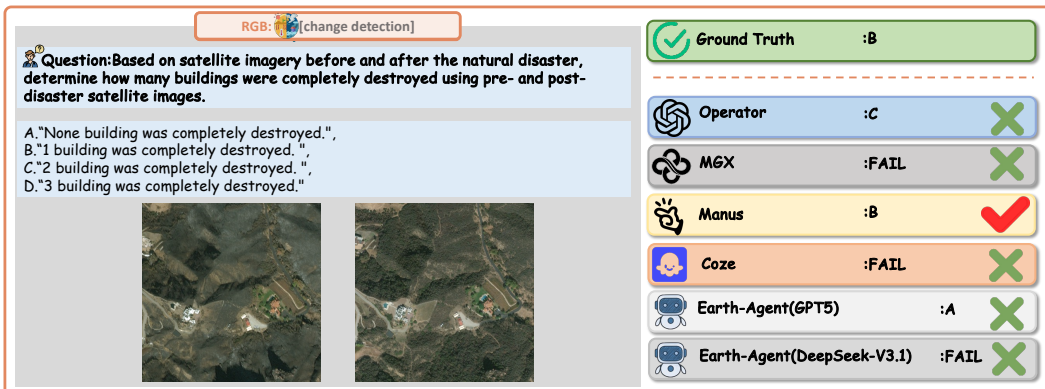 RGB: [change detection]
Question:Based on satellite imagery before and after the natural disaster,
determine how many buildings were completely destroyed using pre- and post-
disaster satellite images.
A.“None building was completely destroyed.",
B.“1 building was completely destroyed. ",
C.“2 building was completely destroyed. ",
D.“3 building was completely destroyed."
Ground Truth :B
Operator :C
MGX :FAIL
Manus :B
Coze :FAIL
Earth-Agent(GPT5) :A
Earth-Agent(DeepSeek-V3.1) :FAIL